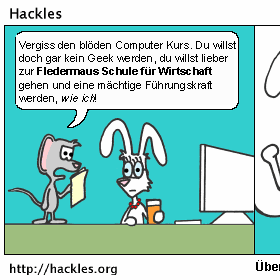 Hackles
Vergiss den blöden Computer Kurs. Du willst
doch gar kein Geek werden, du willst lieber
zur Fledermaus Schule für Wirtschaft
gehen und eine mächtige Führungskraft
werden, wie ich!
http://hackles.org
Über